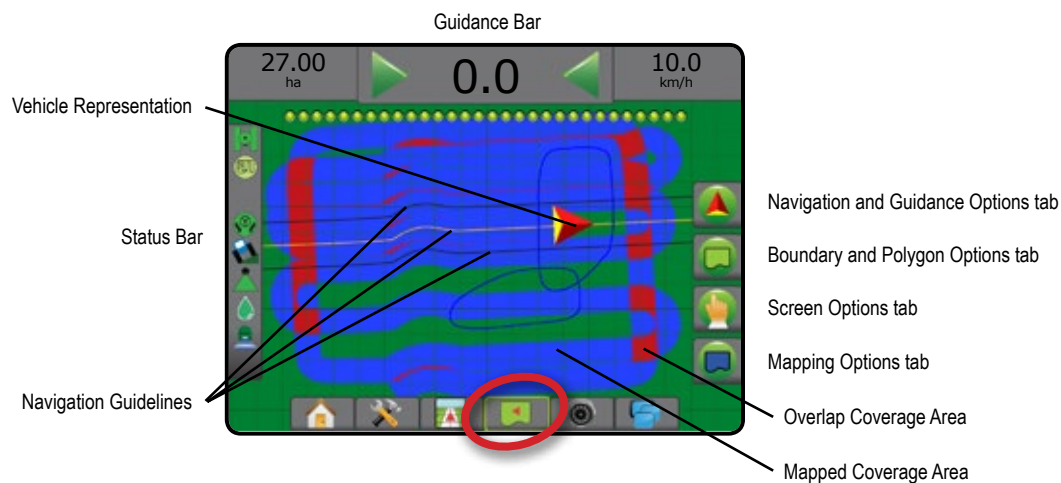 Guidance Bar
27.00
ha
0.0
10.0
km/h
Vehicle Representation
Status Bar
Navigation Guidelines
Navigation and Guidance Options tab
Boundary and Polygon Options tab
Screen Options tab
Mapping Options tab
Overlap Coverage Area
Mapped Coverage Area